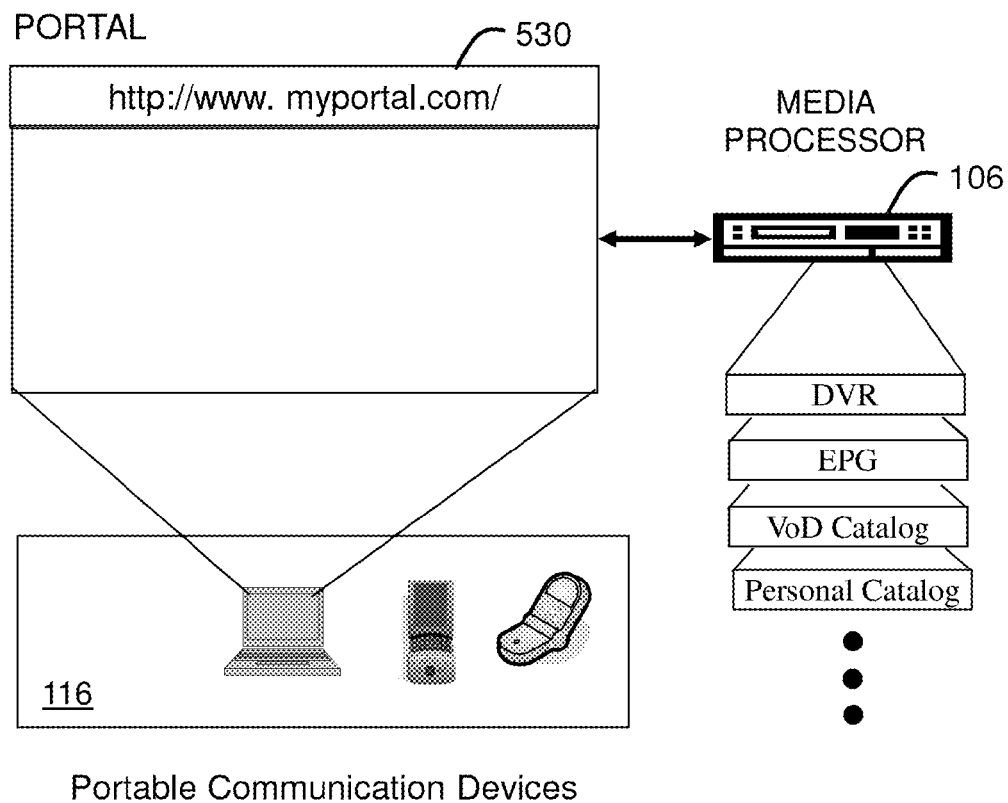 PORTAL
530
http://www. myportal.com/
MEDIA
PROCESSOR
106
DVR
EPG
VoD Catalog
Personal Catalog
116
Portable Communication Devices